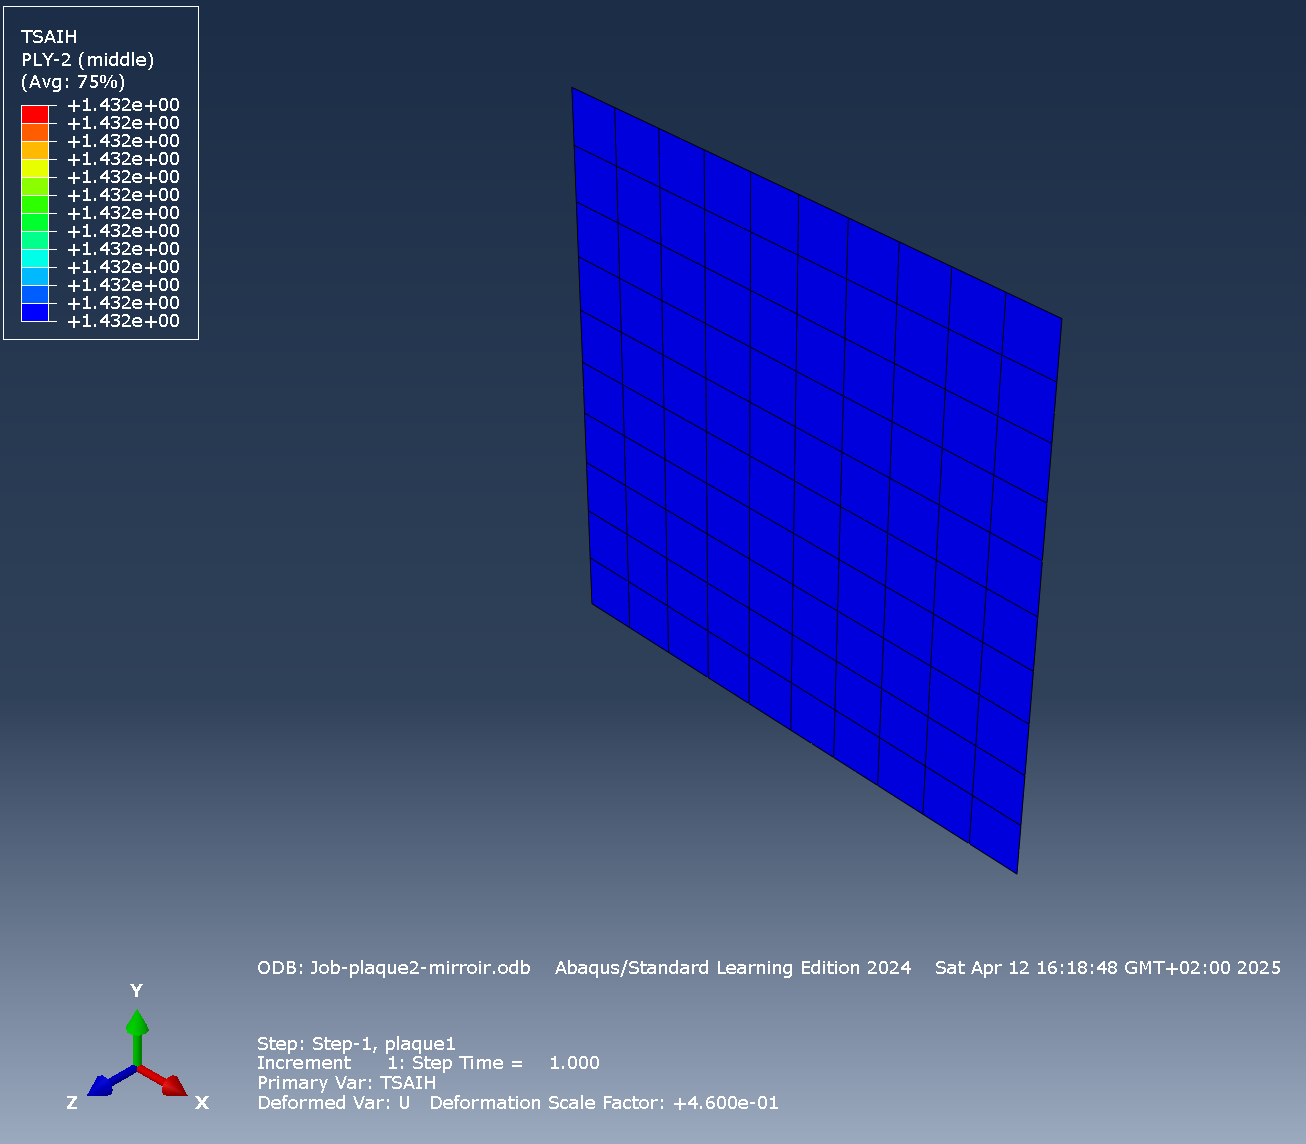 TSAIH
PLY-2 (middle)
(Avg: 75%)
+1.432e+00
+1.432e+00
+1.432e+00
+1.432e+00
+1.432e+00
+1.432e+00
+1.432e+00
+1.432e+00
+1.432e+00
+1.432e+00
+1.432e+00
+1.432e+00
+1.432e+00
ODB: Job-plaque2-mirroir.odb    Abaqus/Standard Learning Edition 2024    Sat Apr 12 16:18:48 GMT+02:00 2025
Y
Z
X
Step: Step-1, plaque1
Increment      1: Step Time =    1.000
Primary Var: TSAIH
Deformed Var: U   Deformation Scale Factor: +4.600e-01